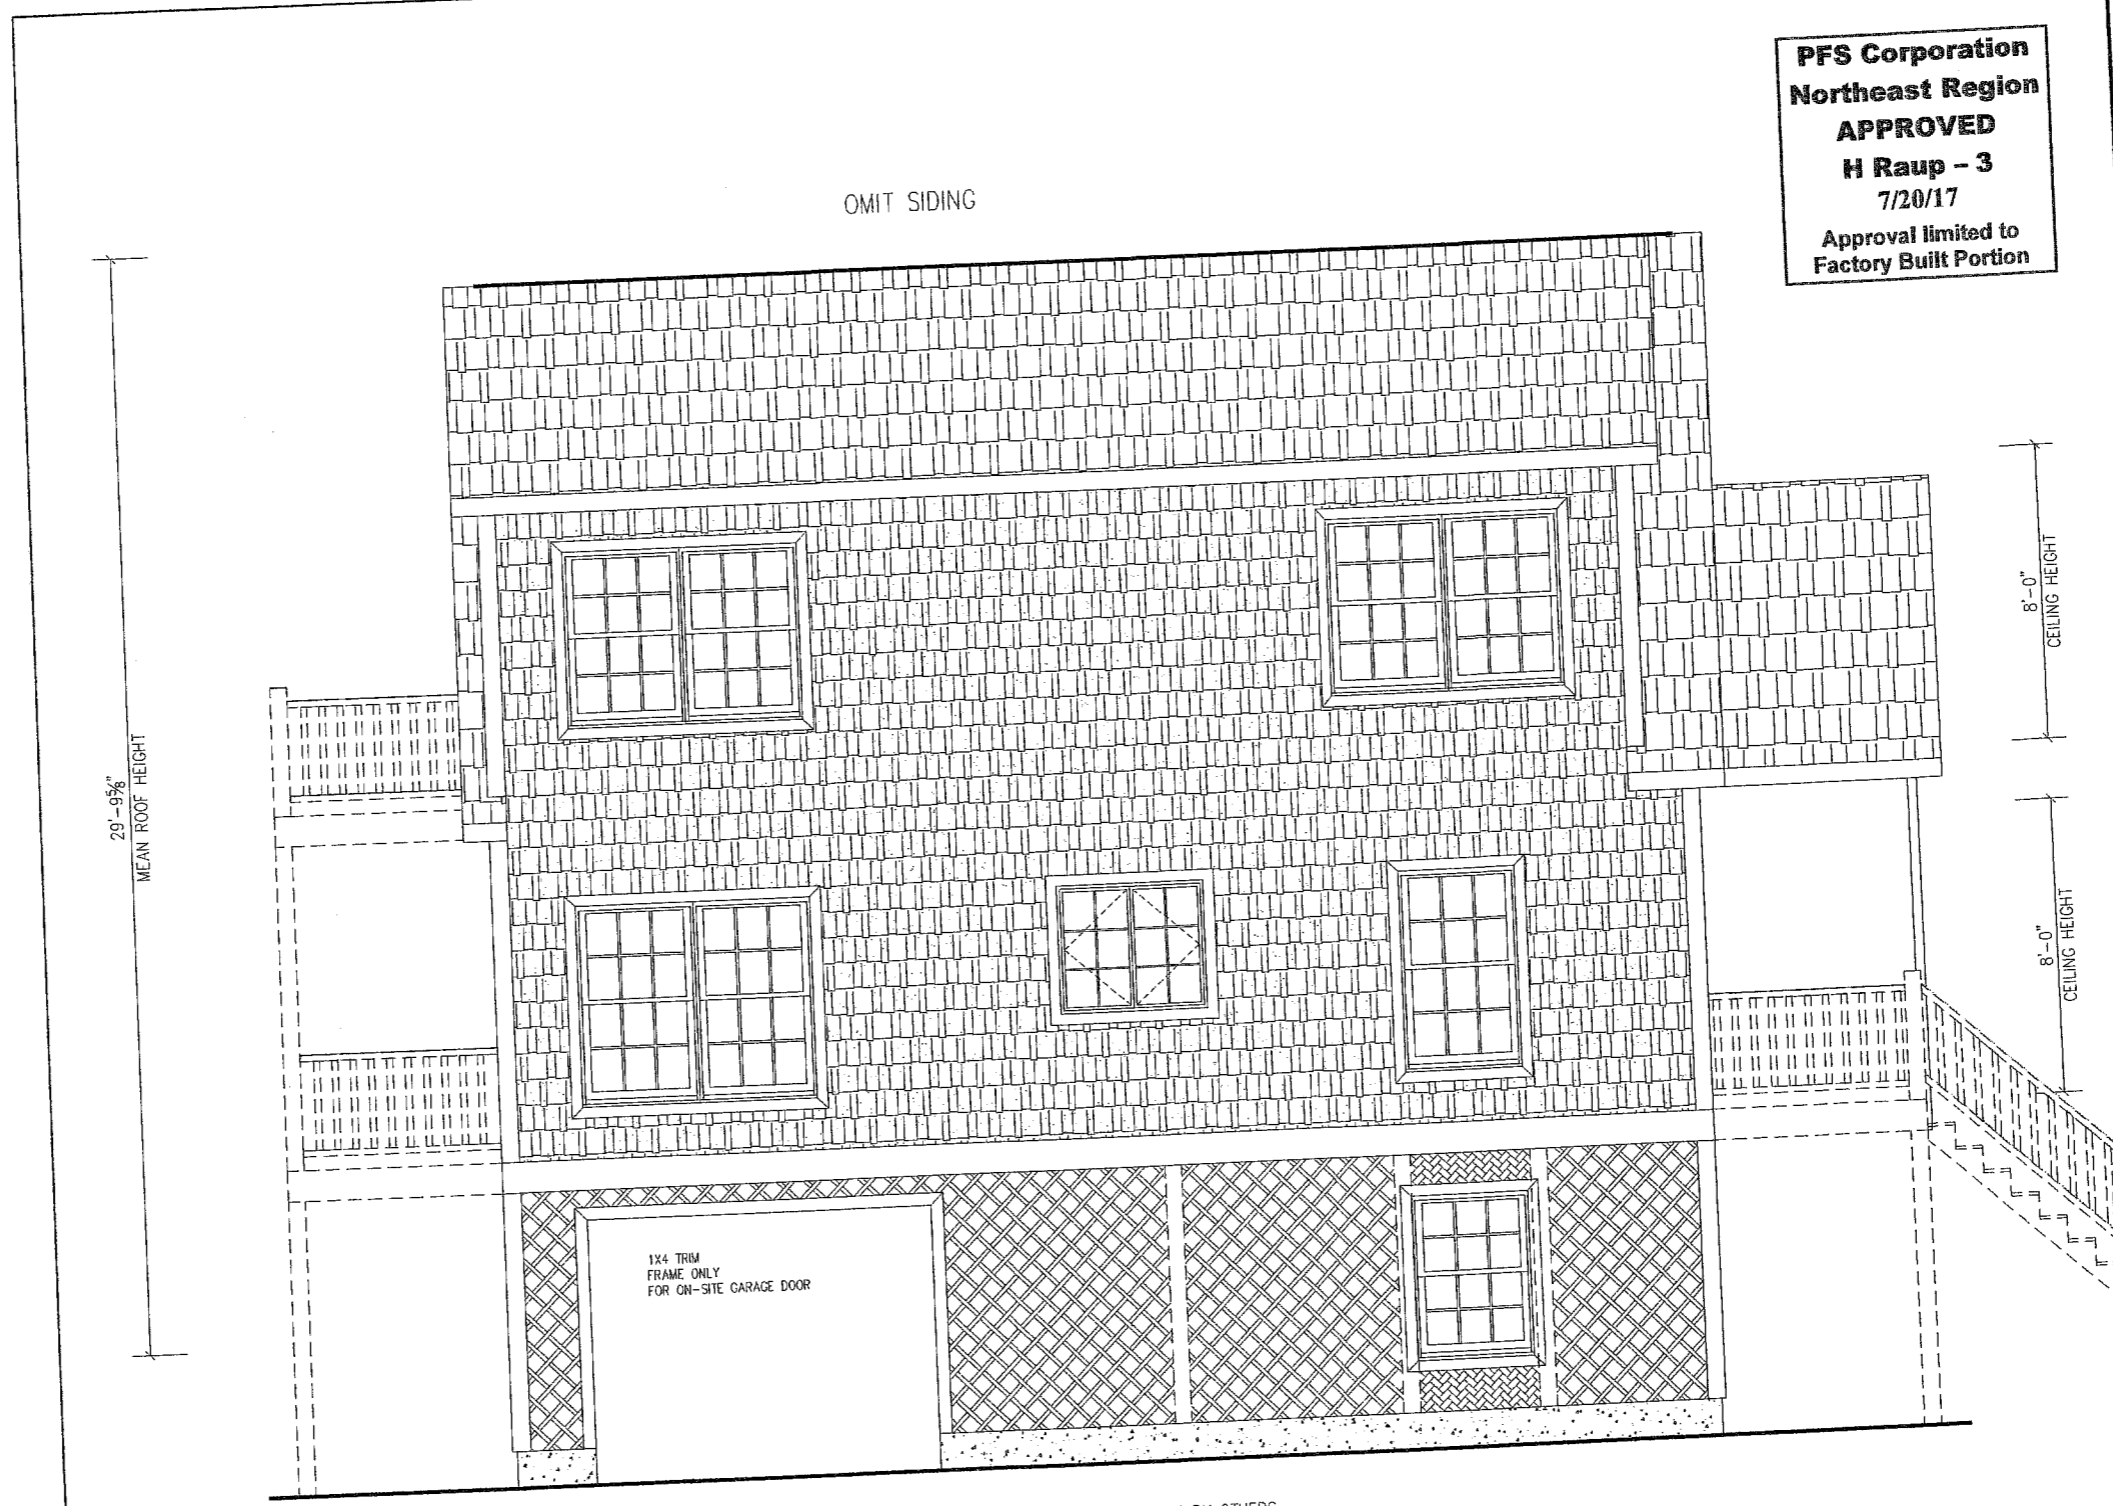 PFS Corporation
Northeast Region
APPROVED
H Raup – 3
7/20/17
Approval limited to
Factory Built Portion
OMIT SIDING
29'-9⅝"
MEAN ROOF HEIGHT
8'-0"
CEILING HEIGHT
8'-0"
CEILING HEIGHT
1X4 TRIM
FRAME ONLY
FOR ON-SITE GARAGE DOOR